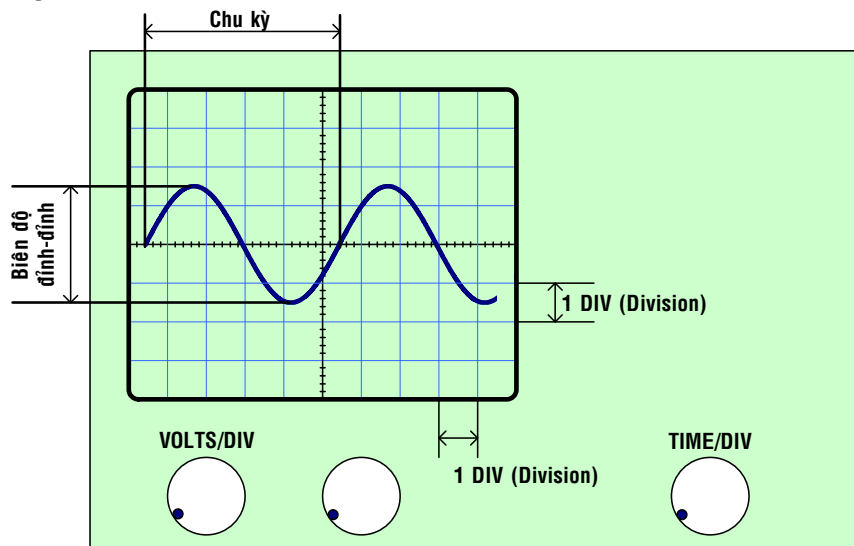 Chu kỳ
Biên độ
đỉnh-đỉnh
1 DIV (Division)
1 DIV (Division)
VOLTS/DIV
TIME/DIV